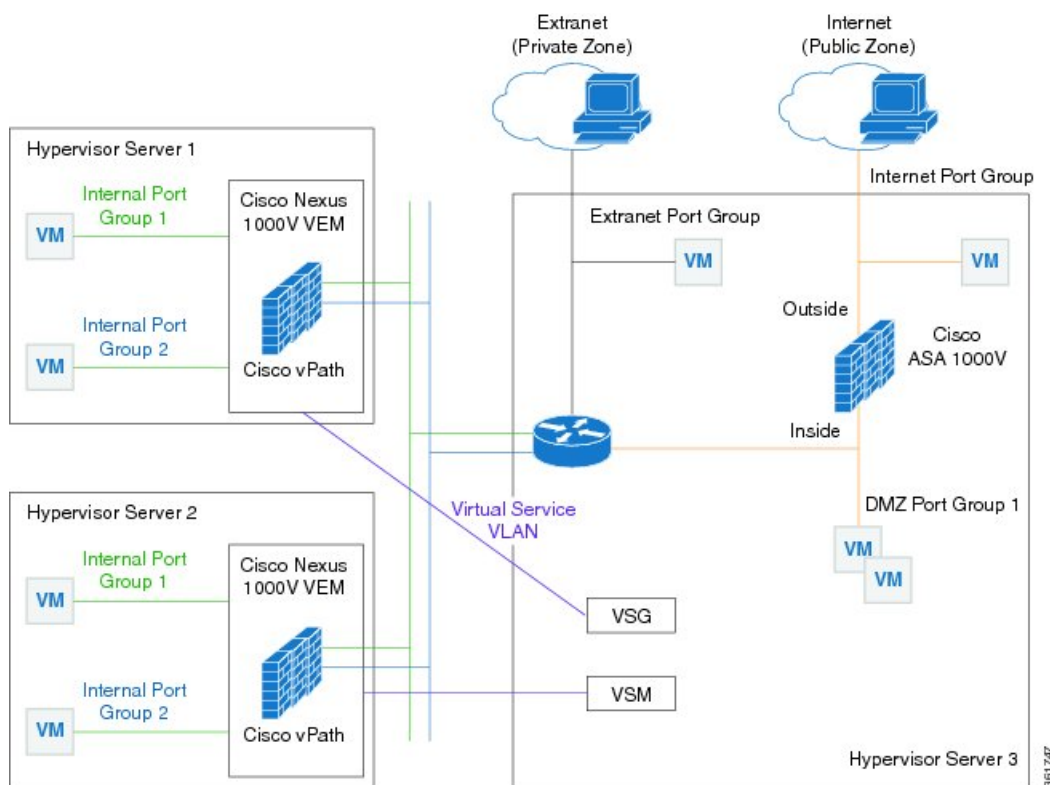 Extranet
(Private Zone)
Internet
(Public Zone)
Hypervisor Server 1
Internal Port
Group 1
VM
Internal Port
Group 2
VM
Cisco Nexus
1000V VEM
Cisco vPath
Internet Port Group
Extranet Port Group
VM
VM
Outside
Cisco
ASA 1000V
Inside
DMZ Port Group 1
VM
VM
Virtual Service
VLAN
Hypervisor Server 2
Internal Port
Group 1
VM
Internal Port
Group 2
VM
Cisco Nexus
1000V VEM
Cisco vPath
VSG
VSM
Hypervisor Server 3
361747